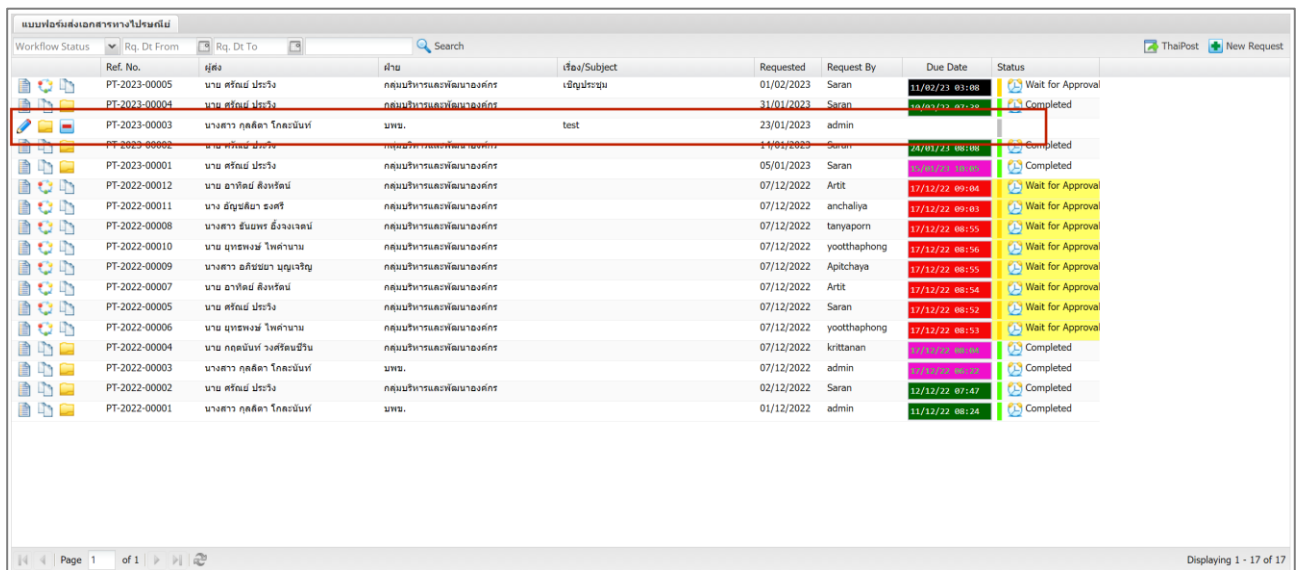 แบบฟอร์มส่งเอกสารทางไปรษณีย์
Workflow Status Rq. Dt From Rq. Dt To Search ThaiPost New Request
Ref. No. ผู้ส่ง ฝ่าย เรื่อง/Subject Requested Request By Due Date Status
PT-2023-00005 นาย ศรัณย์ ประวิง กลุ่มบริหารและพัฒนาองค์กร เชิญประชุม 01/02/2023 Saran 11/02/23 03:08 Wait for Approval
PT-2023-00004 นาย ศรัณย์ ประวิง กลุ่มบริหารและพัฒนาองค์กร 31/01/2023 Saran 10/02/23 07:38 Completed
PT-2023-00003 นางสาว กุลลิตา โกละนันท์ บพข. test 23/01/2023 admin
PT-2023-00002 นาย ศรัณย์ ประวิง กลุ่มบริหารและพัฒนาองค์กร 14/01/2023 Saran 24/01/23 08:08 Completed
PT-2023-00001 นาย ศรัณย์ ประวิง กลุ่มบริหารและพัฒนาองค์กร 05/01/2023 Saran 15/01/23 10:05 Completed
PT-2022-00012 นาย อาทิตย์ สิงหรัตน์ กลุ่มบริหารและพัฒนาองค์กร 07/12/2022 Artit 17/12/22 09:04 Wait for Approval
PT-2022-00011 นาง อัญชลิยา ธงศรี กลุ่มบริหารและพัฒนาองค์กร 07/12/2022 anchaliya 17/12/22 09:03 Wait for Approval
PT-2022-00008 นางสาว ธันยพร อึ้งจงเจตน์ กลุ่มบริหารและพัฒนาองค์กร 07/12/2022 tanyaporn 17/12/22 08:55 Wait for Approval
PT-2022-00010 นาย ยุทธพงษ์ ไพคำนาม กลุ่มบริหารและพัฒนาองค์กร 07/12/2022 yootthaphong 17/12/22 08:56 Wait for Approval
PT-2022-00009 นางสาว อภิชชยา บุญเจริญ กลุ่มบริหารและพัฒนาองค์กร 07/12/2022 Apitchaya 17/12/22 08:55 Wait for Approval
PT-2022-00007 นาย อาทิตย์ สิงหรัตน์ กลุ่มบริหารและพัฒนาองค์กร 07/12/2022 Artit 17/12/22 08:54 Wait for Approval
PT-2022-00005 นาย ศรัณย์ ประวิง กลุ่มบริหารและพัฒนาองค์กร 07/12/2022 Saran 17/12/22 08:52 Wait for Approval
PT-2022-00006 นาย ยุทธพงษ์ ไพคำนาม กลุ่มบริหารและพัฒนาองค์กร 07/12/2022 yootthaphong 17/12/22 08:53 Wait for Approval
PT-2022-00004 นาย กฤตนันท์ วงศ์รัตนชีวิน กลุ่มบริหารและพัฒนาองค์กร 07/12/2022 krittanan 17/12/22 08:04 Completed
PT-2022-00003 นางสาว กุลลิตา โกละนันท์ บพข. 07/12/2022 admin 17/12/22 06:22 Completed
PT-2022-00002 นาย ศรัณย์ ประวิง กลุ่มบริหารและพัฒนาองค์กร 02/12/2022 Saran 12/12/22 07:47 Completed
PT-2022-00001 นางสาว กุลลิตา โกละนันท์ บพข. 01/12/2022 admin 11/12/22 08:24 Completed
Page 1 of 1 Displaying 1 - 17 of 17